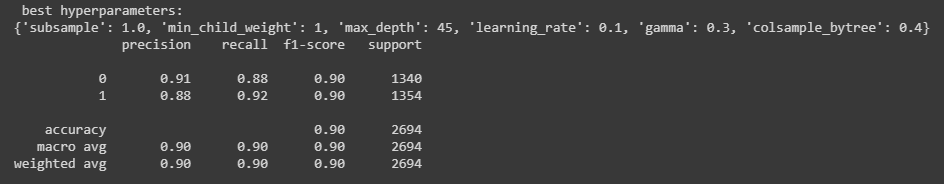 best hyperparameters:
{'subsample': 1.0, 'min_child_weight': 1, 'max_depth': 45, 'learning_rate': 0.1, 'gamma': 0.3, 'colsample_bytree': 0.4}
precision recall f1-score support
0 0.91 0.88 0.90 1340
1 0.88 0.92 0.90 1354
accuracy 0.90 2694
macro avg 0.90 0.90 0.90 2694
weighted avg 0.90 0.90 0.90 2694